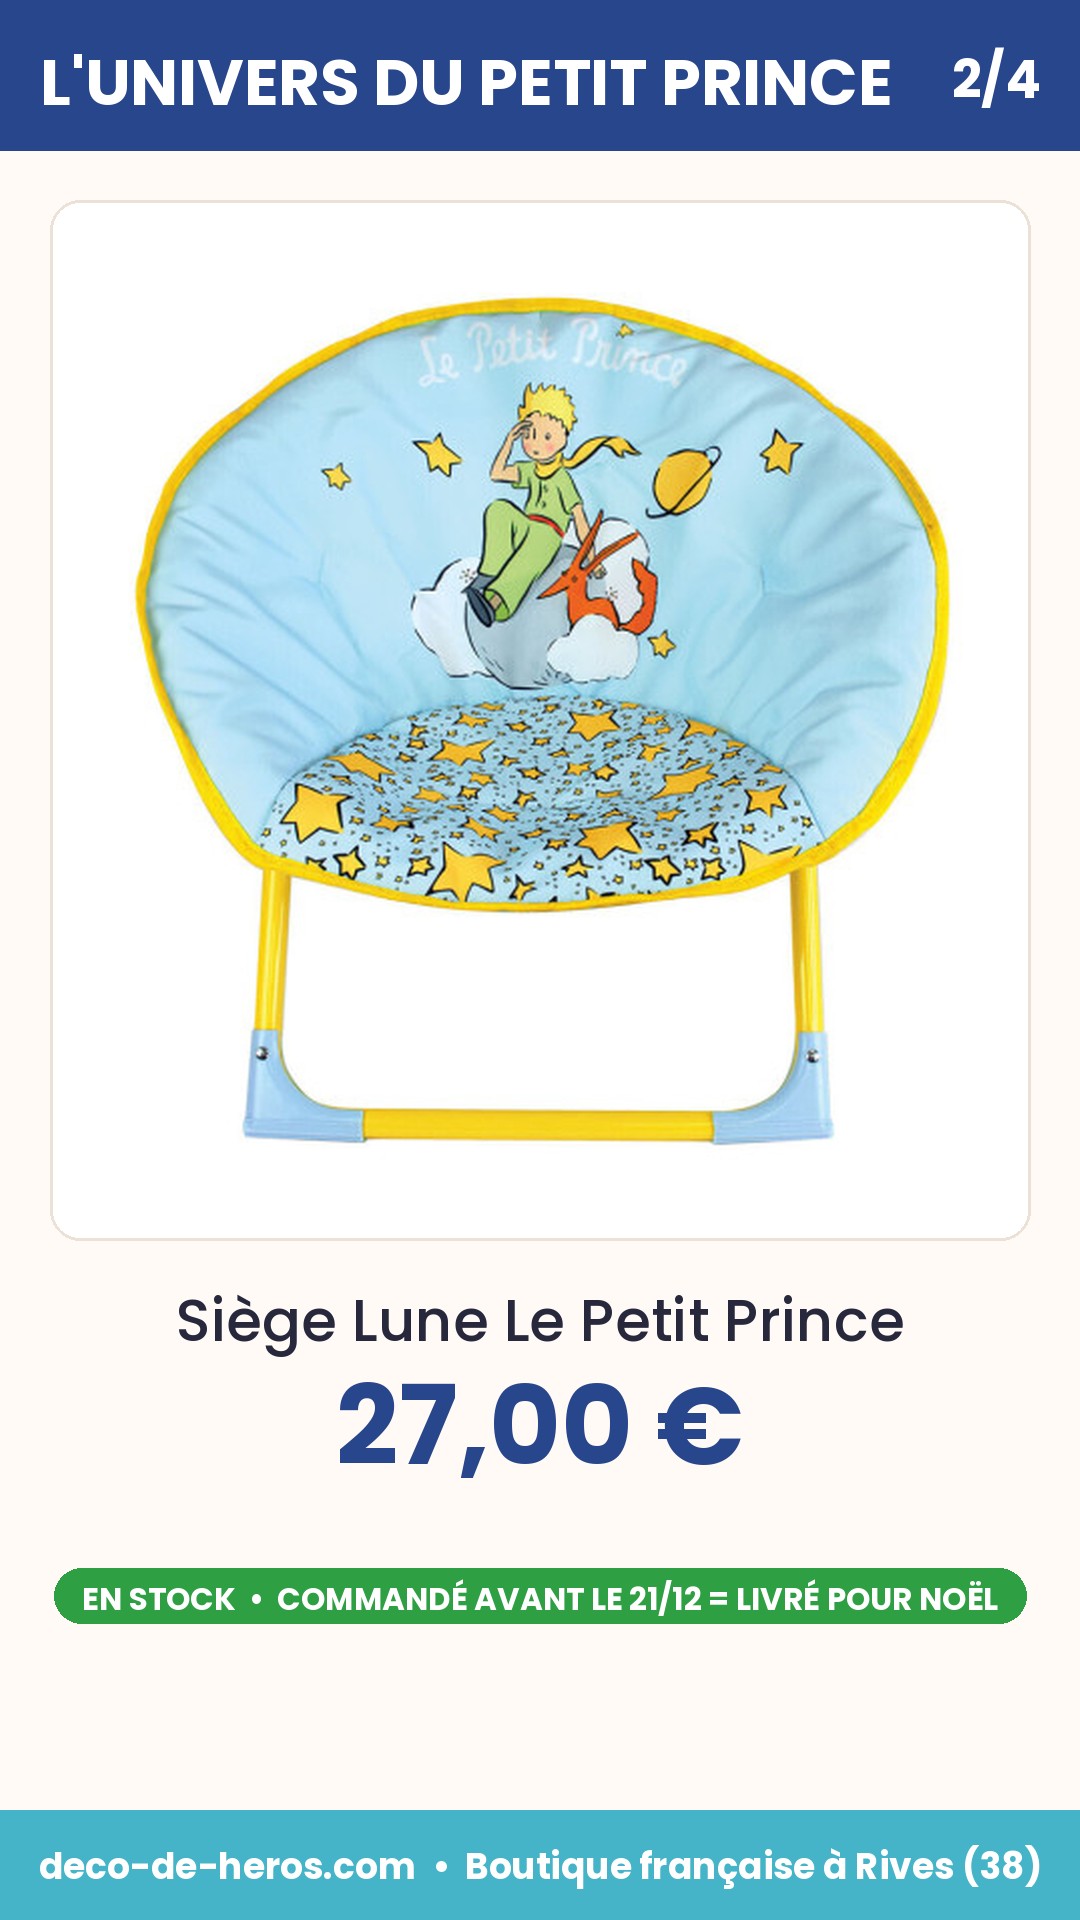 L'UNIVERS DU PETIT PRINCE 2/4
Le Petit Prince
Siège Lune Le Petit Prince
27,00 €
EN STOCK • COMMANDÉ AVANT LE 21/12 = LIVRÉ POUR NOËL
deco-de-heros.com • Boutique française à Rives (38)